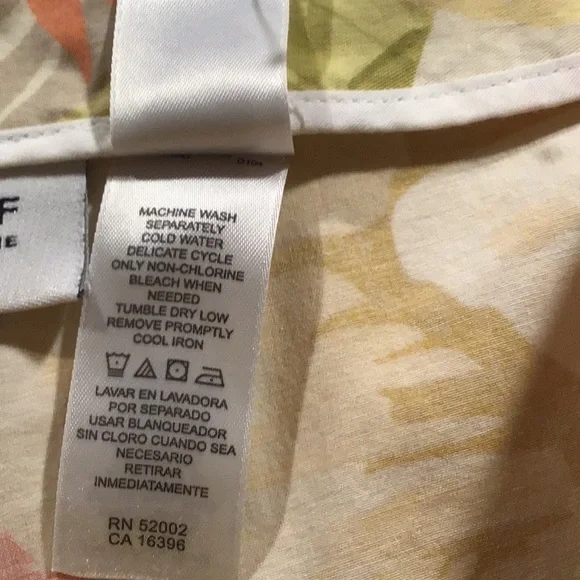 F
IE
MACHINE WASH
SEPARATELY
COLD WATER
DELICATE CYCLE
ONLY NON-CHLORINE
BLEACH WHEN
NEEDED
TUMBLE DRY LOW
REMOVE PROMPTLY
COOL IRON
LAVAR EN LAVADORA
POR SEPARADO
USAR BLANQUEADOR
SIN CLORO CUANDO SEA
NECESARIO
RETIRAR
INMEDIATAMENTE
RN 52002
CA 16396